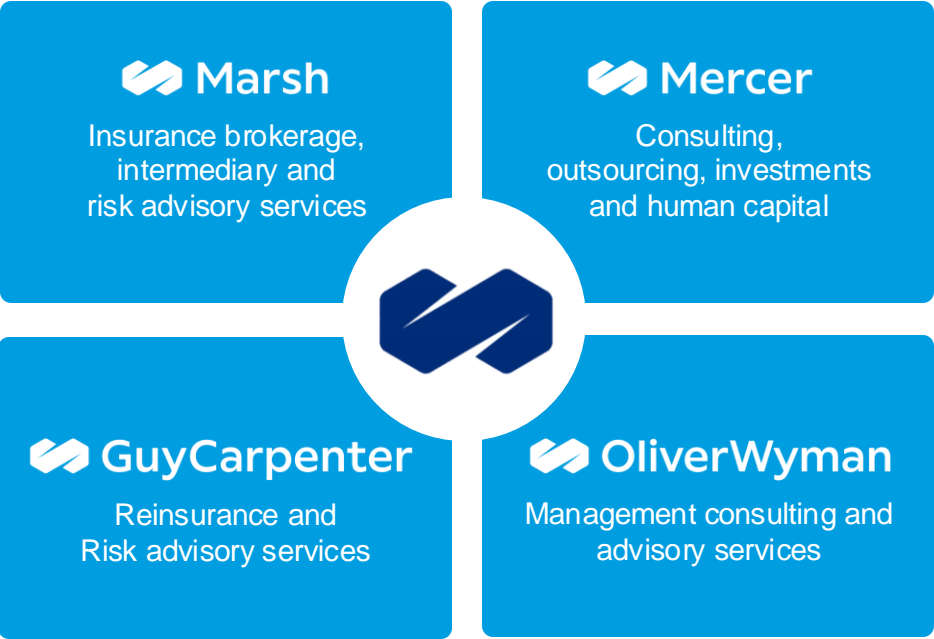 Marsh
Insurance brokerage,
intermediary and
risk advisory services
Mercer
Consulting,
outsourcing, investments
and human capital
GuyCarpenter
Reinsurance and
Risk advisory services
OliverWyman
Management consulting and
advisory services